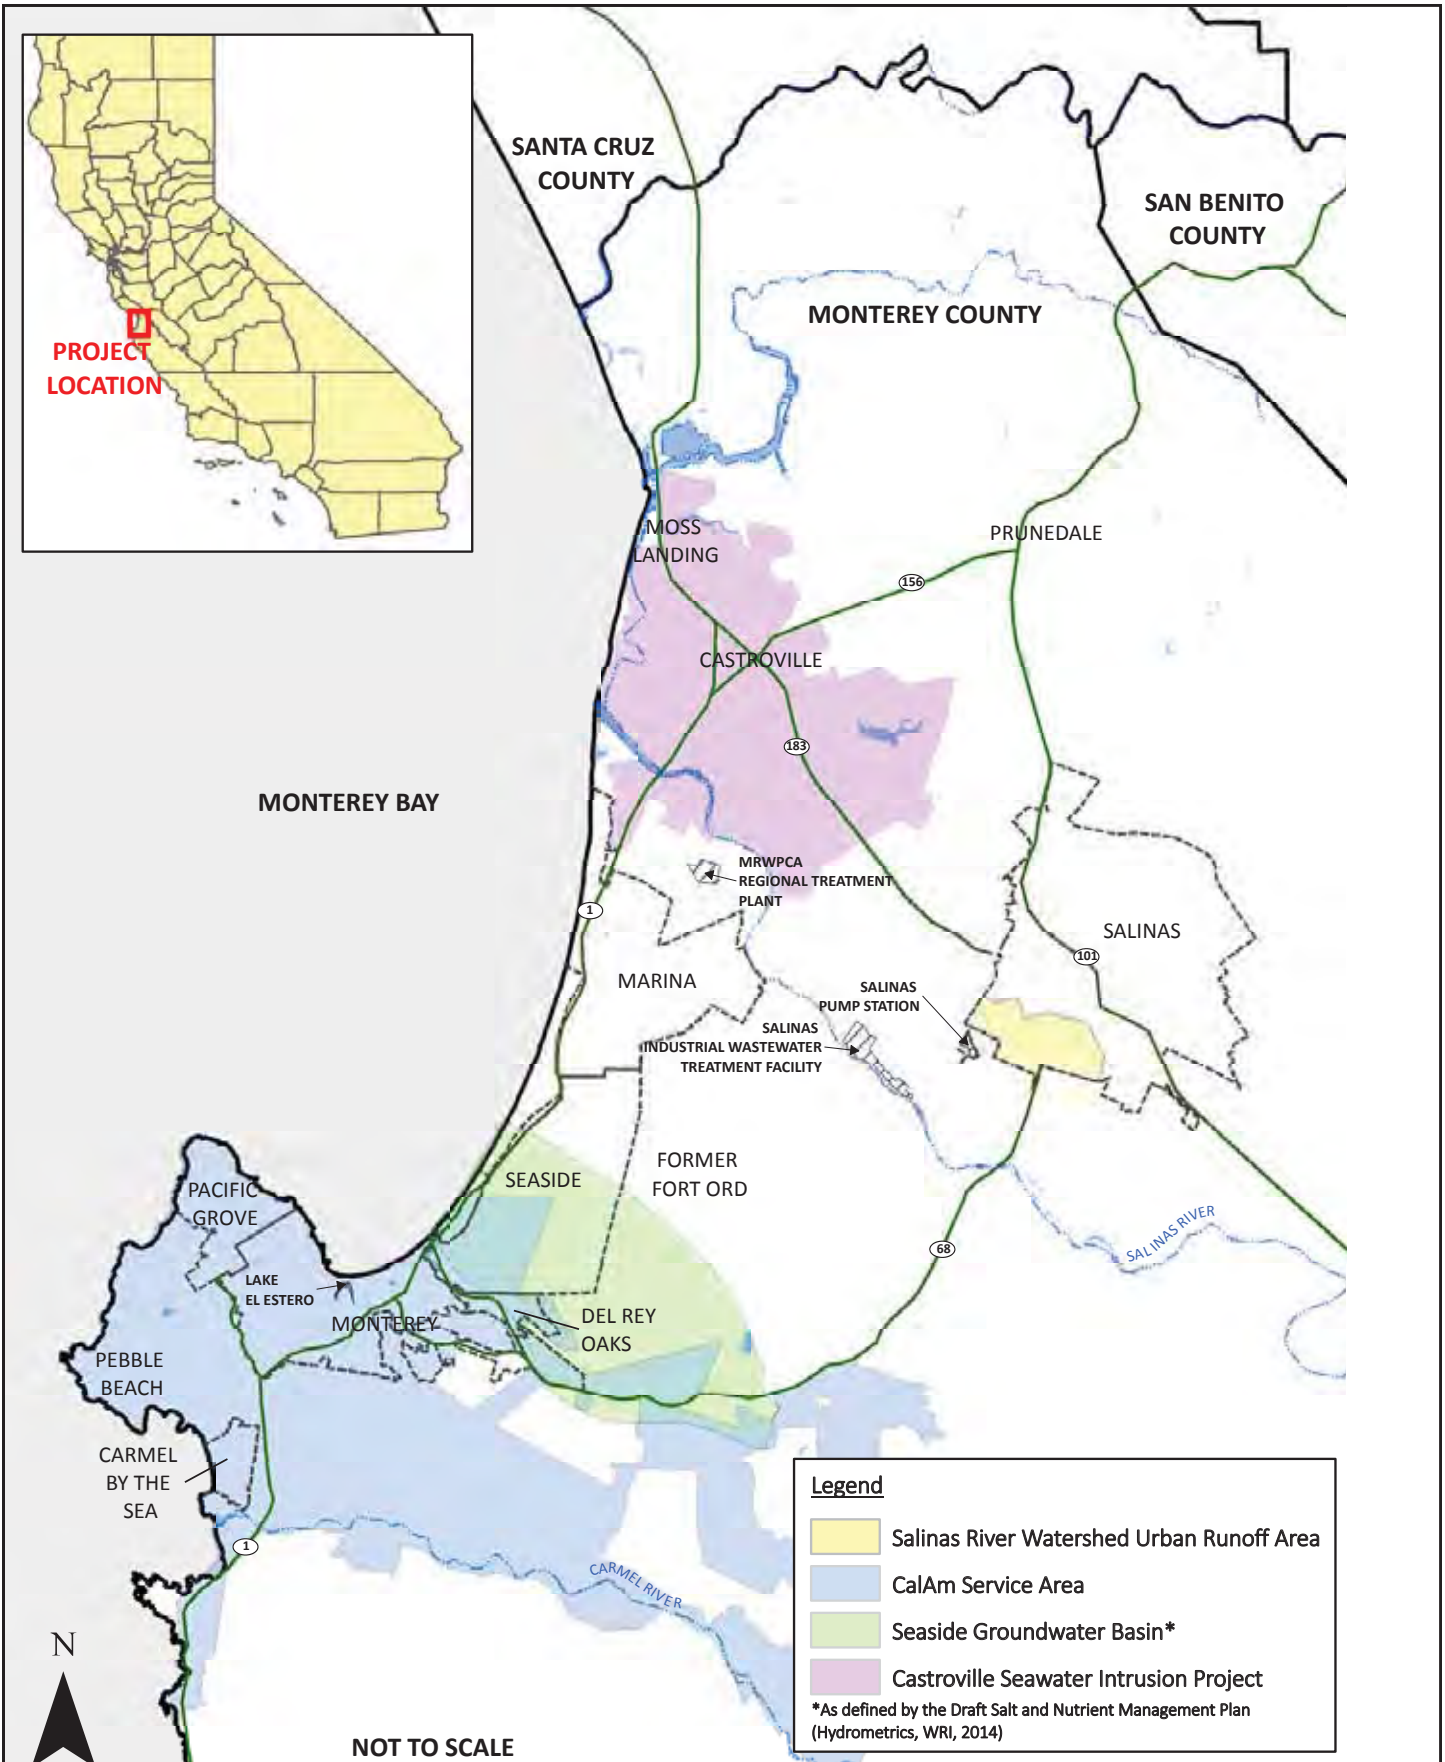 SANTA CRUZ
COUNTY
SAN BENITO
COUNTY
MONTEREY COUNTY
PROJECT
LOCATION
MOSS
LANDING
PRUNEDALE
156
CASTROVILLE
183
MONTEREY BAY
MRWPCA
REGIONAL TREATMENT
PLANT
1
SALINAS
101
MARINA
SALINAS
PUMP STATION
SALINAS
INDUSTRIAL WASTEWATER
TREATMENT FACILITY
FORMER
FORT ORD
SEASIDE
PACIFIC
GROVE
SALINAS RIVER
68
LAKE
EL ESTERO
MONTEREY
DEL REY
OAKS
PEBBLE
BEACH
CARMEL
BY THE
SEA
1
CARMEL RIVER
Legend
Salinas River Watershed Urban Runoff Area
CalAm Service Area
Seaside Groundwater Basin*
Castroville Seawater Intrusion Project
*As defined by the Draft Salt and Nutrient Management Plan
(Hydrometrics, WRI, 2014)
N
NOT TO SCALE